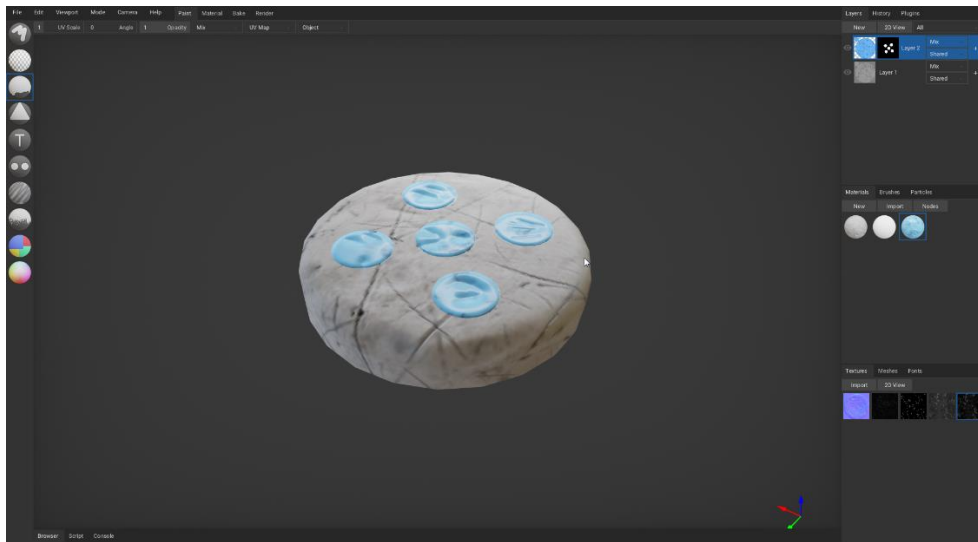 File Edit Viewport Mode Camera Help Paint Material Bake Render
1 UV Scale 0 Angle 1 Opacity Mix UV Map Object
T
Layers History Plugins
New 2D View All
Layer 2 Mix
Shared
Layer 1 Mix
Shared
Materials Brushes Particles
New Import Nodes
Textures Meshes Fonts
Import 2D View
Browser Script Console